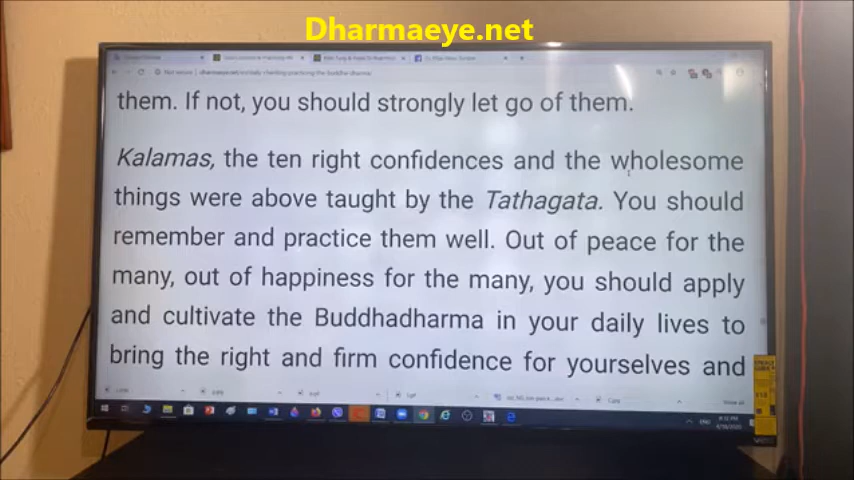 Dharmaeye.net
them. If not, you should strongly let go of them.
Kalamas, the ten right confidences and the wholesome
things were above taught by the Tathagata. You should
remember and practice them well. Out of peace for the
many, out of happiness for the many, you should apply
and cultivate the Buddhadharma in your daily lives to
bring the right and firm confidence for yourselves and